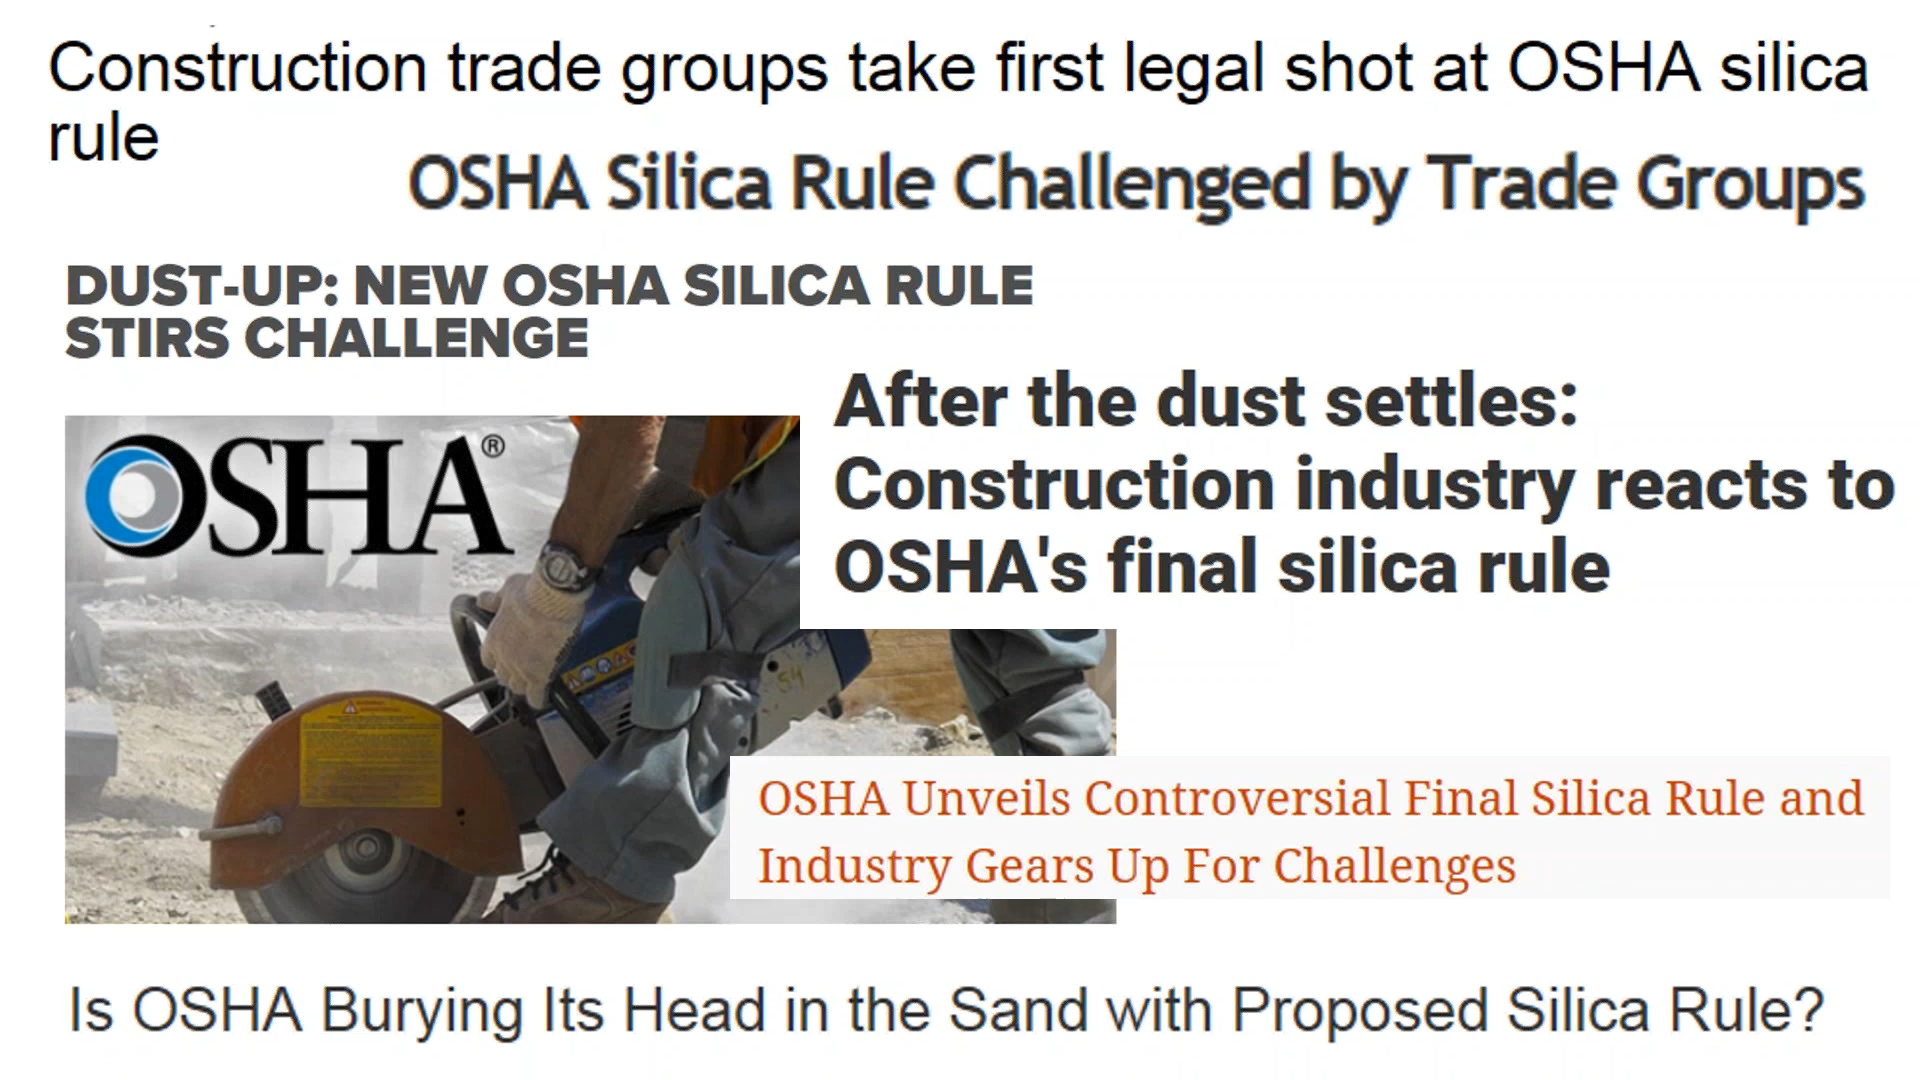 Construction trade groups take first legal shot at OSHA silica
rule
OSHA Silica Rule Challenged by Trade Groups
DUST-UP: NEW OSHA SILICA RULE
STIRS CHALLENGE
After the dust settles:
Construction industry reacts to
OSHA's final silica rule
OSHA®
54
OSHA Unveils Controversial Final Silica Rule and
Industry Gears Up For Challenges
Is OSHA Burying Its Head in the Sand with Proposed Silica Rule?